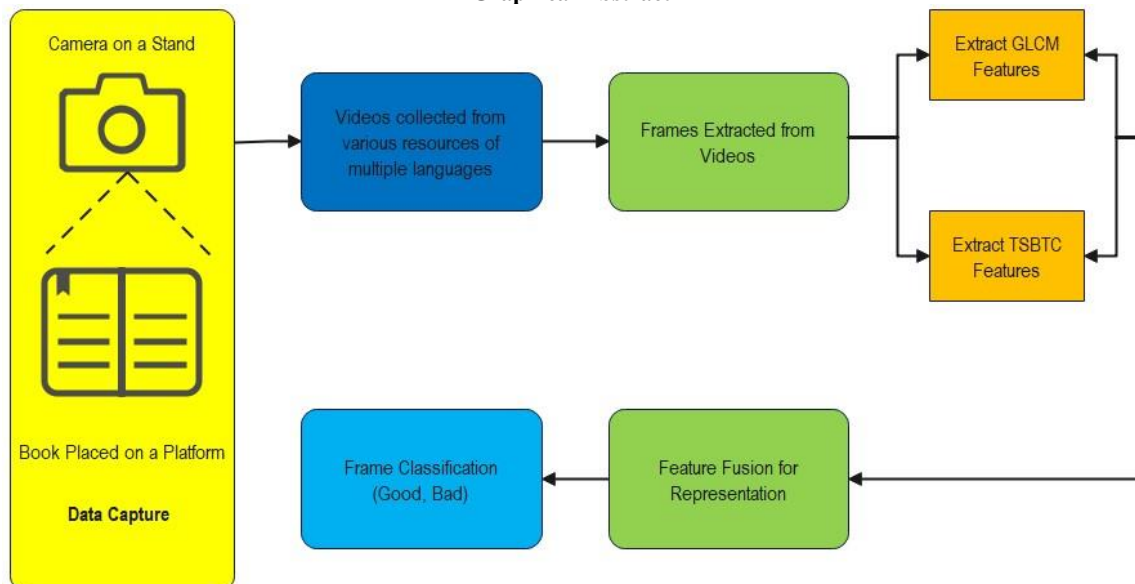 Camera on a Stand
Book Placed on a Platform
Data Capture
Videos collected from
various resources of
multiple languages
Frames Extracted from
Videos
Extract GLCM
Features
Extract TSBTC
Features
Feature Fusion for
Representation
Frame Classification
(Good, Bad)